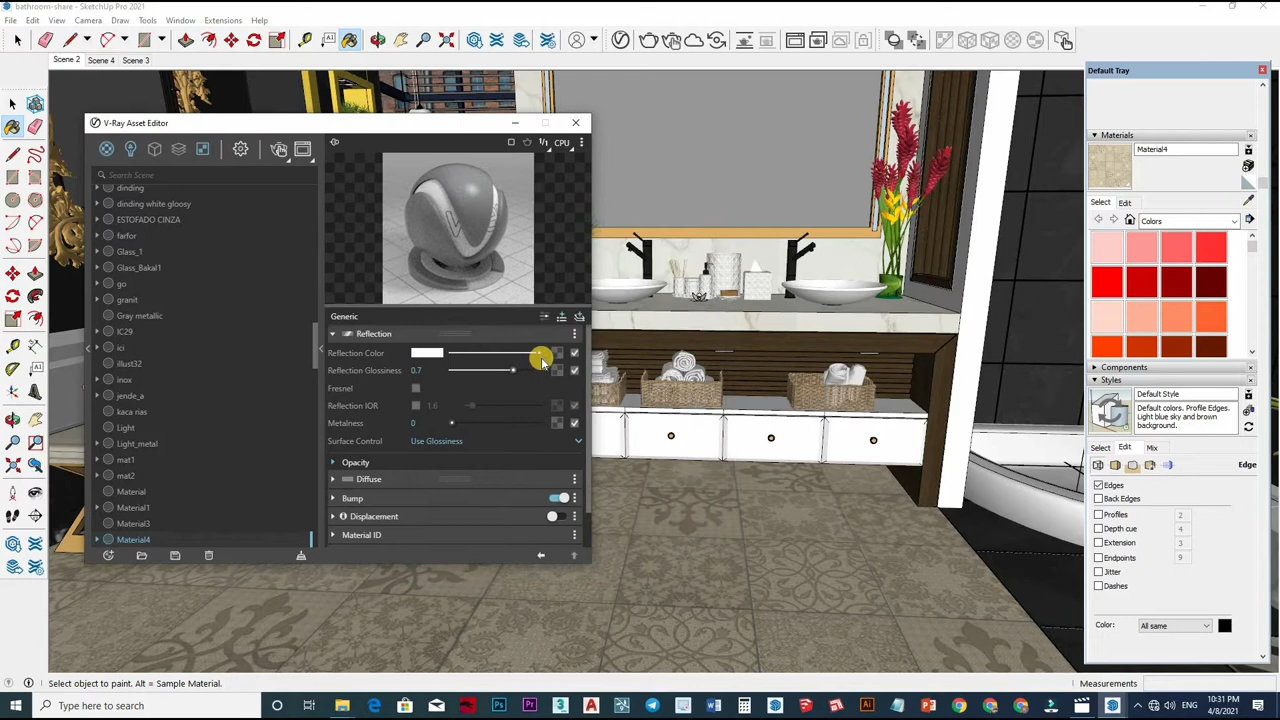 bathroom-share - SketchUp Pro 2021
File Edit View Camera Draw Tools Window Extensions Help
Scene 2 Scene 4 Scene 3
V-Ray Asset Editor
1/1 CPU
Search Scene
dinding
dinding white glossy
ESTOFADO CINZA
farfor
Glass_1
Glass_Bakal1
go
granit
Gray metallic
IC29
ici
illust32
inox
jende_a
kaca rias
Light
Light_metal
mat1
mat2
Material
Material1
Material3
Material4
Generic
Reflection
Reflection Color
Reflection Glossiness 0.7
Fresnel
Reflection IOR 1.6
Metalness 0
Surface Control Use Glossiness
Opacity
Diffuse
Bump
Displacement
Material ID
Default Tray
Materials
Material4
Select Edit
Colors
Components
Styles
Default Style
Default colors. Profile Edges.
Light blue sky and brown
background.
Select Edit Mix
Edge
Edges
Back Edges
Profiles 2
Depth cue 4
Extension 3
Endpoints 9
Jitter
Dashes
Color: All same
Select object to paint. Alt = Sample Material.
Measurements
Type here to search
10:31 PM
4/8/2021